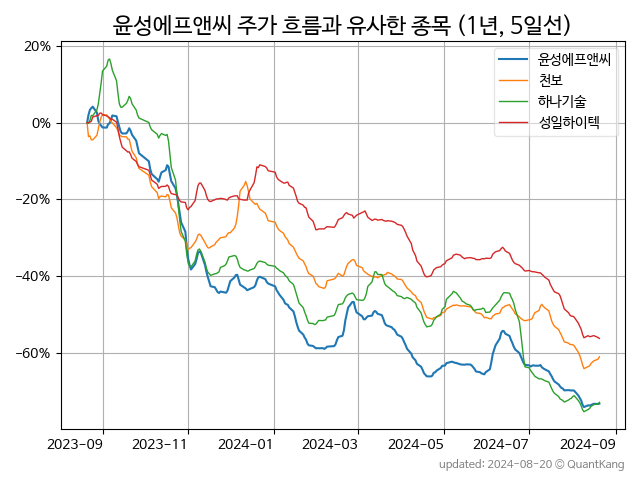 윤성에프앤씨 주가 흐름과 유사한 종목 (1년, 5일선)
윤성에프앤씨
천보
하나기술
성일하이텍
20%
0%
−20%
−40%
−60%
2023-09
2023-11
2024-01
2024-03
2024-05
2024-07
2024-09
updated: 2024-08-20 © QuantKang